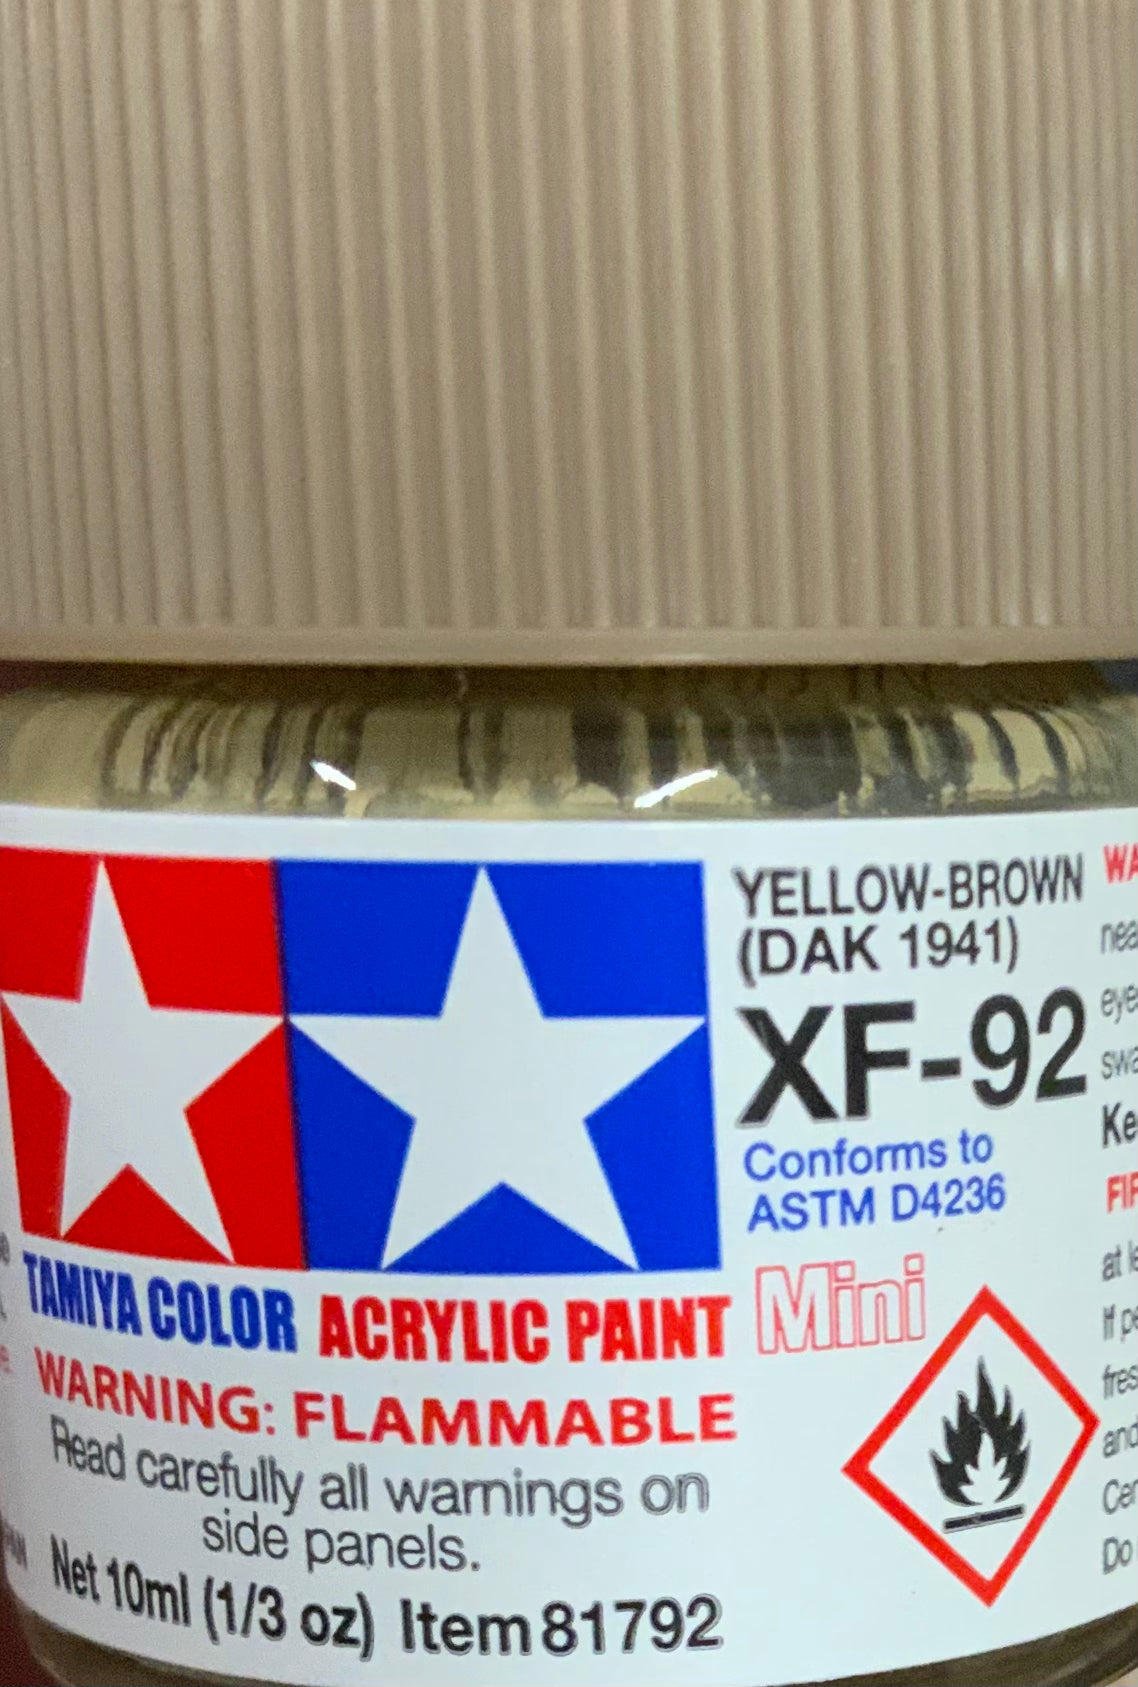 YELLOW-BROWN
(DAK 1941)
XF-92
Conforms to
ASTM D4236
Mini
TAMIYA COLOR ACRYLIC PAINT
WARNING: FLAMMABLE
Read carefully all warnings on
side panels.
Net 10ml (1/3 oz) Item 81792